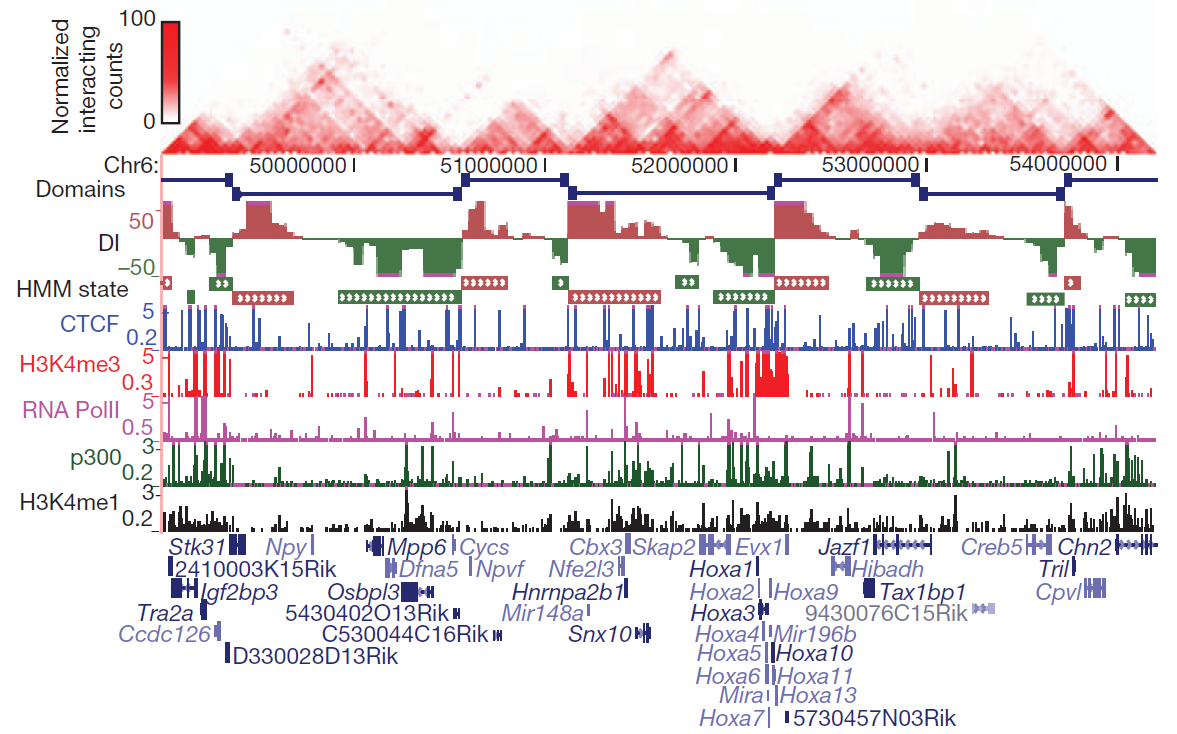 Normalized
interacting
counts
100
0
Chr6: 50000000 51000000 52000000 53000000 54000000
Domains
50
DI
−50
HMM state
5
CTCF
0.2
5
H3K4me3
0.3
5
RNA PolII
0.5
3
p300
0.2
3
H3K4me1
0.2
Stk31 Npy Mpp6 Cycs Cbx3 Skap2 Evx1 Jazf1 Creb5 Chn2
2410003K15Rik Dfna5 Npvf Nfe2l3 Hoxa1 Hibadh Tril
Igf2bp3 Osbpl3 Hnrnpa2b1 Hoxa2 Hoxa9 Tax1bp1 Cpvl
Tra2a 5430402O13Rik Mir148a Hoxa3 9430076C15Rik
Ccdc126 C530044C16Rik Snx10 Hoxa4 Mir196b
D330028D13Rik Hoxa5 Hoxa10
Hoxa6 Hoxa11
Mira Hoxa13
Hoxa7 5730457N03Rik